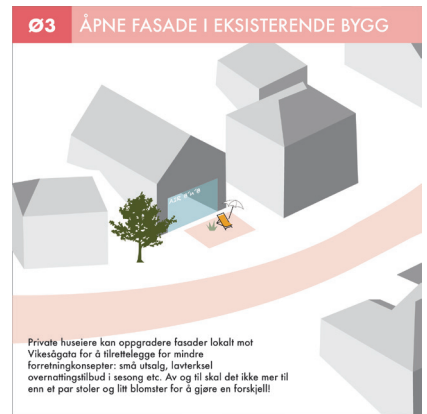 Ø3 ÅPNE FASADE I EKSISTERENDE BYGG
Private huseiere kan oppgradere fasader lokalt mot
Vikesågata for å tilrettelegge for mindre
forretningkonsepter: små utsalg, lavterksel
overnattingstilbud i sesong etc. Av og til skal det ikke mer til
enn et par stoler og litt blomster for å gjøre en forskjell!